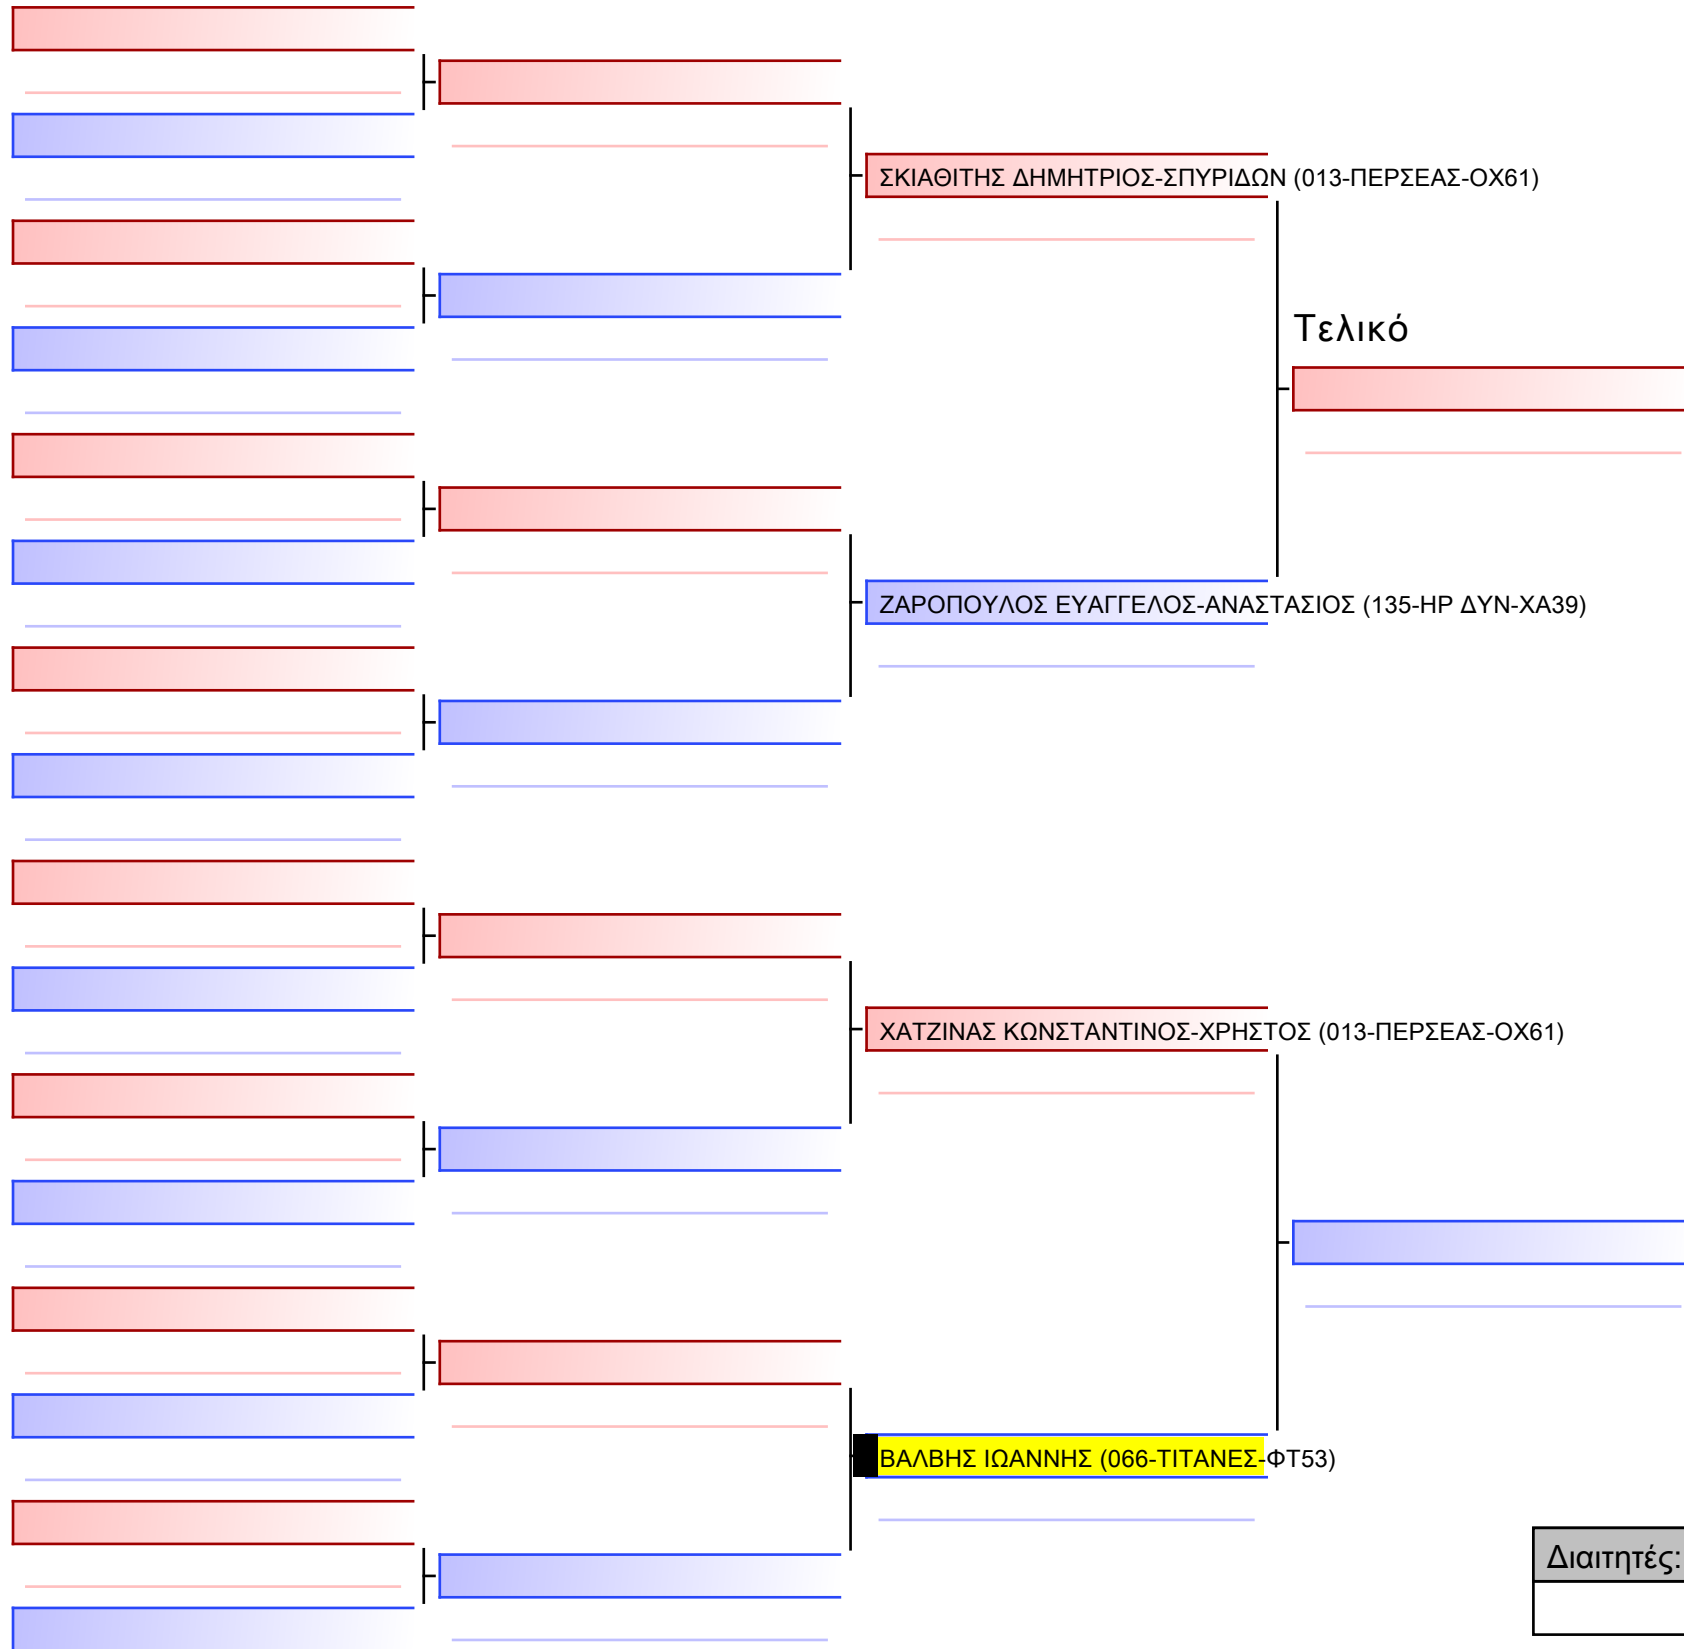 ΣΚΙΑΘΙΤΗΣ ΔΗΜΗΤΡΙΟΣ-ΣΠΥΡΙΔΩΝ (013-ΠΕΡΣΕΑΣ-ΟΧ61)
Τελικό
ΖΑΡΟΠΟΥΛΟΣ ΕΥΑΓΓΕΛΟΣ-ΑΝΑΣΤΑΣΙΟΣ (135-ΗΡ ΔΥΝ-ΧΑ39)
ΧΑΤΖΙΝΑΣ ΚΩΝΣΤΑΝΤΙΝΟΣ-ΧΡΗΣΤΟΣ (013-ΠΕΡΣΕΑΣ-ΟΧ61)
ΒΑΛΒΗΣ ΙΩΑΝΝΗΣ (066-ΤΙΤΑΝΕΣ-ΦΤ53)
Διαιτητές: